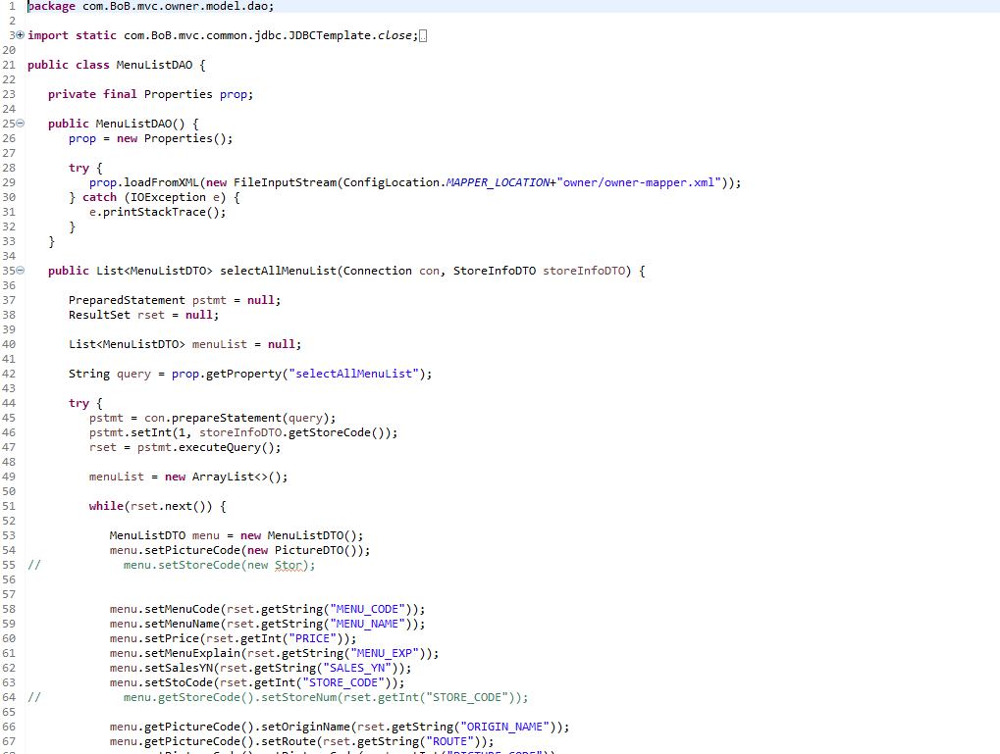 1 package com.BoB.mvc.owner.model.dao;
2
3 import static com.BoB.mvc.common.jdbc.JDBCTemplate.close;
20
21 public class MenuListDAO {
22
23 private final Properties prop;
24
25 public MenuListDAO() {
26 prop = new Properties();
27
28 try {
29 prop.loadFromXML(new FileInputStream(ConfigLocation.MAPPER_LOCATION+"owner/owner-mapper.xml"));
30 } catch (IOException e) {
31 e.printStackTrace();
32 }
33 }
34
35 public List<MenuListDTO> selectAllMenuList(Connection con, StoreInfoDTO storeInfoDTO) {
36
37 PreparedStatement pstmt = null;
38 ResultSet rset = null;
39
40 List<MenuListDTO> menuList = null;
41
42 String query = prop.getProperty("selectAllMenuList");
43
44 try {
45 pstmt = con.prepareStatement(query);
46 pstmt.setInt(1, storeInfoDTO.getStoreCode());
47 rset = pstmt.executeQuery();
48
49 menuList = new ArrayList<>();
50
51 while(rset.next()) {
52
53 MenuListDTO menu = new MenuListDTO();
54 menu.setPictureCode(new PictureDTO());
55 // menu.setStoreCode(new Stor);
56
57
58 menu.setMenuCode(rset.getString("MENU_CODE"));
59 menu.setMenuName(rset.getString("MENU_NAME"));
60 menu.setPrice(rset.getInt("PRICE"));
61 menu.setMenuExplain(rset.getString("MENU_EXP"));
62 menu.setSalesYN(rset.getString("SALES_YN"));
63 menu.setStoCode(rset.getInt("STORE_CODE"));
64 // menu.getStoreCode().setStoreNum(rset.getInt("STORE_CODE"));
65
66 menu.getPictureCode().setOriginName(rset.getString("ORIGIN_NAME"));
67 menu.getPictureCode().setRoute(rset.getString("ROUTE"));